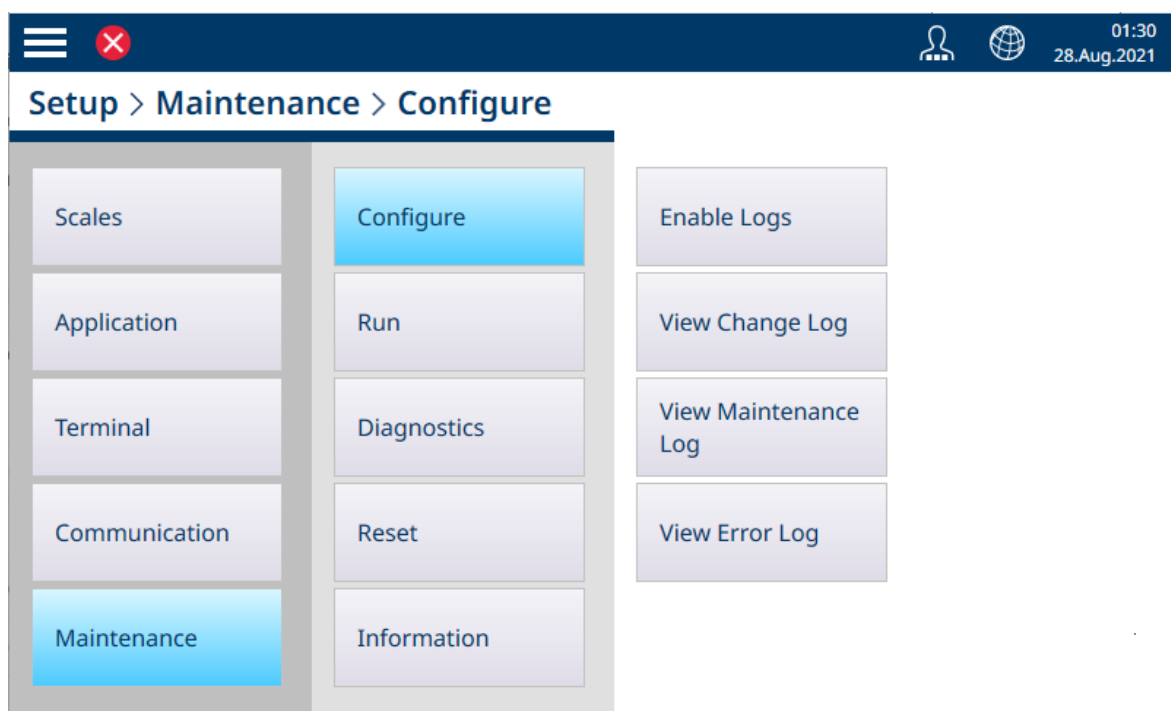 01:30
28.Aug.2021
Setup > Maintenance > Configure
Scales
Configure
Enable Logs
Application
Run
View Change Log
Terminal
Diagnostics
View Maintenance
Log
Communication
Reset
View Error Log
Maintenance
Information